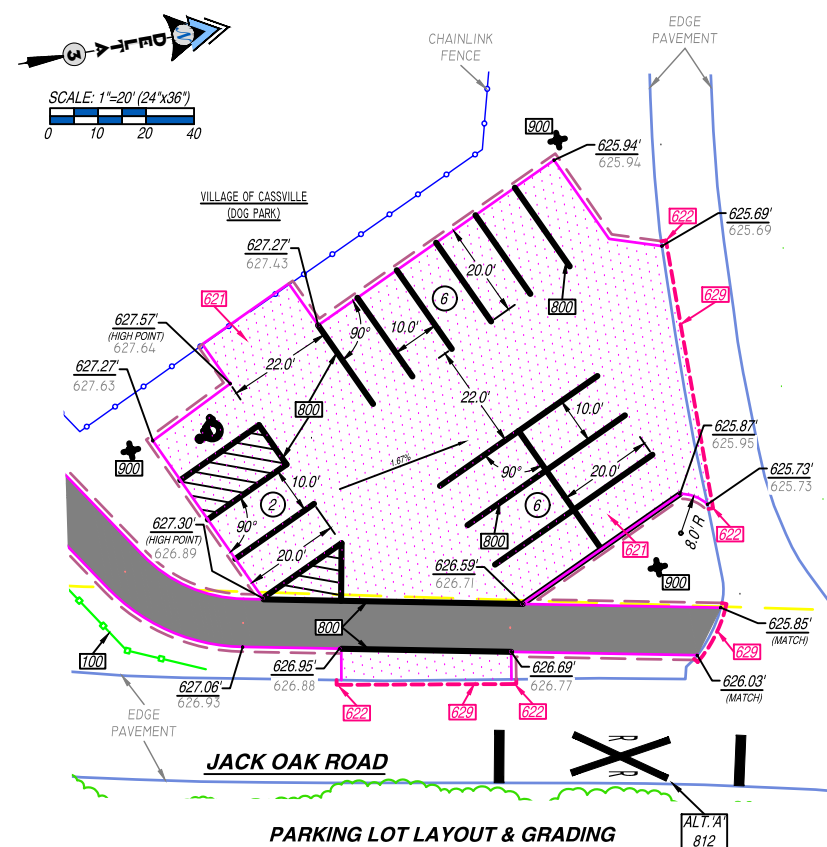 N
DELTA
3
SCALE: 1"=20' (24"x36")
0 10 20 40
CHAINLINK
FENCE
EDGE
PAVEMENT
900
625.94'
625.94
VILLAGE OF CASSVILLE
(DOG PARK)
622
625.69'
625.69
627.27'
627.43
621
20.0'
6
629
800
627.57'
(HIGH POINT)
627.64
90°
10.0'
22.0'
627.27'
627.63
22.0'
800
10.0'
625.87'
625.95
900
1.67%
90°
20.0'
625.73'
625.73
10.0'
2
6
90°
627.30'
(HIGH POINT)
626.89
800
8.0' R
622
621
20.0'
626.59'
626.71
900
800
625.85'
(MATCH)
100
626.95'
626.88
626.69'
626.77
629
627.06'
626.93
626.03'
(MATCH)
622
629
622
EDGE
PAVEMENT
JACK OAK ROAD
R
R
ALT.'A'
812
PARKING LOT LAYOUT & GRADING